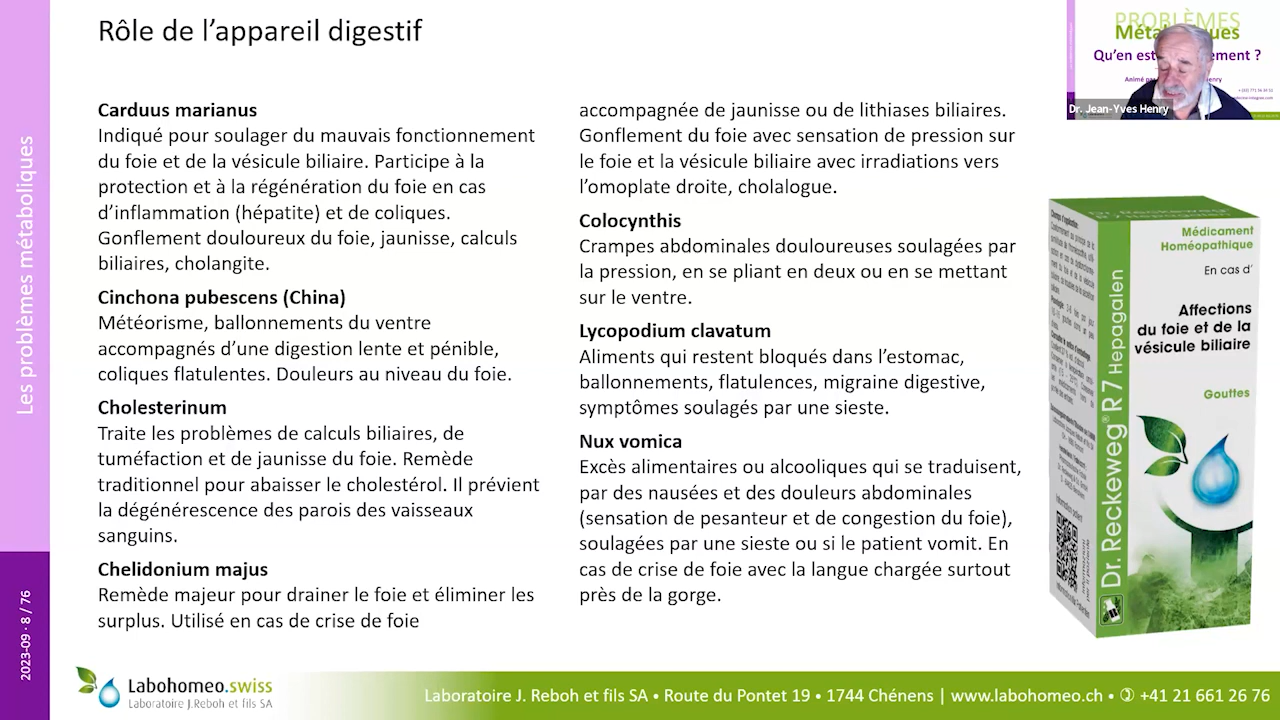 Rôle de l'appareil digestif
Carduus marianus
Indiqué pour soulager du mauvais fonctionnement
du foie et de la vésicule biliaire. Participe à la
protection et à la régénération du foie en cas
d'inflammation (hépatite) et de coliques.
Gonflement douloureux du foie, jaunisse, calculs
biliaires, cholangite.
Cinchona pubescens (China)
Météorisme, ballonnements du ventre
accompagnés d'une digestion lente et pénible,
coliques flatulentes. Douleurs au niveau du foie.
Cholesterinum
Traite les problèmes de calculs biliaires, de
tuméfaction et de jaunisse du foie. Remède
traditionnel pour abaisser le cholestérol. Il prévient
la dégénérescence des parois des vaisseaux
sanguins.
Chelidonium majus
Remède majeur pour drainer le foie et éliminer les
surplus. Utilisé en cas de crise de foie
accompagnée de jaunisse ou de lithiases biliaires.
Gonflement du foie avec sensation de pression sur
le foie et la vésicule biliaire avec irradiations vers
l'omoplate droite, cholalogue.
Colocynthis
Crampes abdominales douloureuses soulagées par
la pression, en se pliant en deux ou en se mettant
sur le ventre.
Lycopodium clavatum
Aliments qui restent bloqués dans l'estomac,
ballonnements, flatulences, migraine digestive,
symptômes soulagés par une sieste.
Nux vomica
Excès alimentaires ou alcooliques qui se traduisent,
par des nausées et des douleurs abdominales
(sensation de pesanteur et de congestion du foie),
soulagées par une sieste ou si le patient vomit. En
cas de crise de foie avec la langue chargée surtout
près de la gorge.
PROBLÈMES
Qu'en est
? 
Dr. Jean-Yves Henry
Dr. Reckeweg
R 7 Hepagalen
Médicament
Homéopathique
En cas d'
Affections
du foie et de la
vésicule biliaire
Gouttes
Dr. Reckeweg® R 7 Hepagalen
Les problèmes métaboliques
2023-09 · 8 / 76
Labohomeo.swiss
Laboratoire J.Reboh et fils SA
Laboratoire J. Reboh et fils SA • Route du Pontet 19 • 1744 Chénens | www.labohomeo.ch • ✆ +41 21 661 26 76